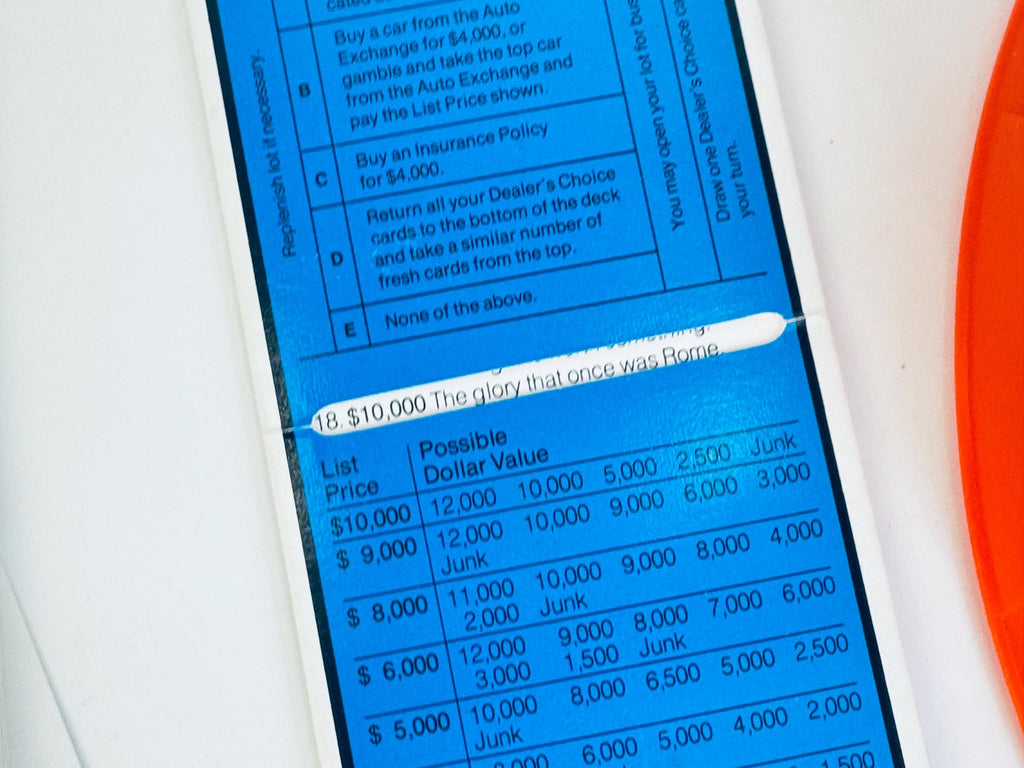 Buy a car from the Auto
Exchange for $4,000, or
B
gamble and take the top car
from the Auto Exchange and
pay the List Price shown.
C
Buy an Insurance Policy
for $4,000.
D
Return all your Dealer's Choice
cards to the bottom of the deck
and take a similar number of
fresh cards from the top.
E
None of the above.
Replenish lot if necessary.
You may open your lot for
Draw one Dealer's Choice
your turn.
18. $10,000 The glory that once was Rome.
List Price
Possible Dollar Value
$10,000 12,000 10,000 5,000 2,500 Junk
$ 9,000 12,000 10,000 9,000 6,000 3,000
Junk
$ 8,000 11,000 10,000 9,000 8,000 4,000
2,000 Junk
$ 6,000 12,000 9,000 8,000 7,000 6,000
3,000 1,500 Junk
$ 5,000 10,000 8,000 6,500 5,000 2,500
Junk
6,000 5,000 4,000 2,000
1,500